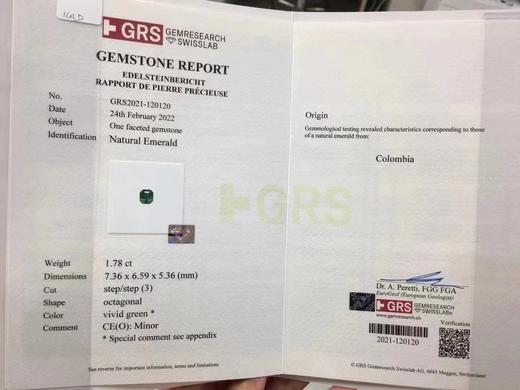 GRS GEMRESEARCH
SWISSLAB
GEMSTONE REPORT
EDELSTEINBERICHT
RAPPORT DE PIERRE PRÉCIEUSE
No. GRS2021-120120
Date 24th February 2022
Object One faceted gemstone
Identification Natural Emerald
Weight 1.78 ct
Dimensions 7.36 x 6.59 x 5.36 (mm)
Cut step/step (3)
Shape octagonal
Color vivid green *
Comment CE(O): Minor
* Special comment see appendix
See important information, terms and limitations
GRS
Origin
Gemmological testing revealed characteristics corresponding to those
of a natural emerald from:
Colombia
Dr. A. Peretti, FGG FGA
EuroGeol (European Geologist)
GRS GEMRESEARCH
SWISSLAB®
www.gemresearch.ch
Verification
2021-120120
© GRS Gemresearch Swisslab AG, 6045 Meggen, Switzerland